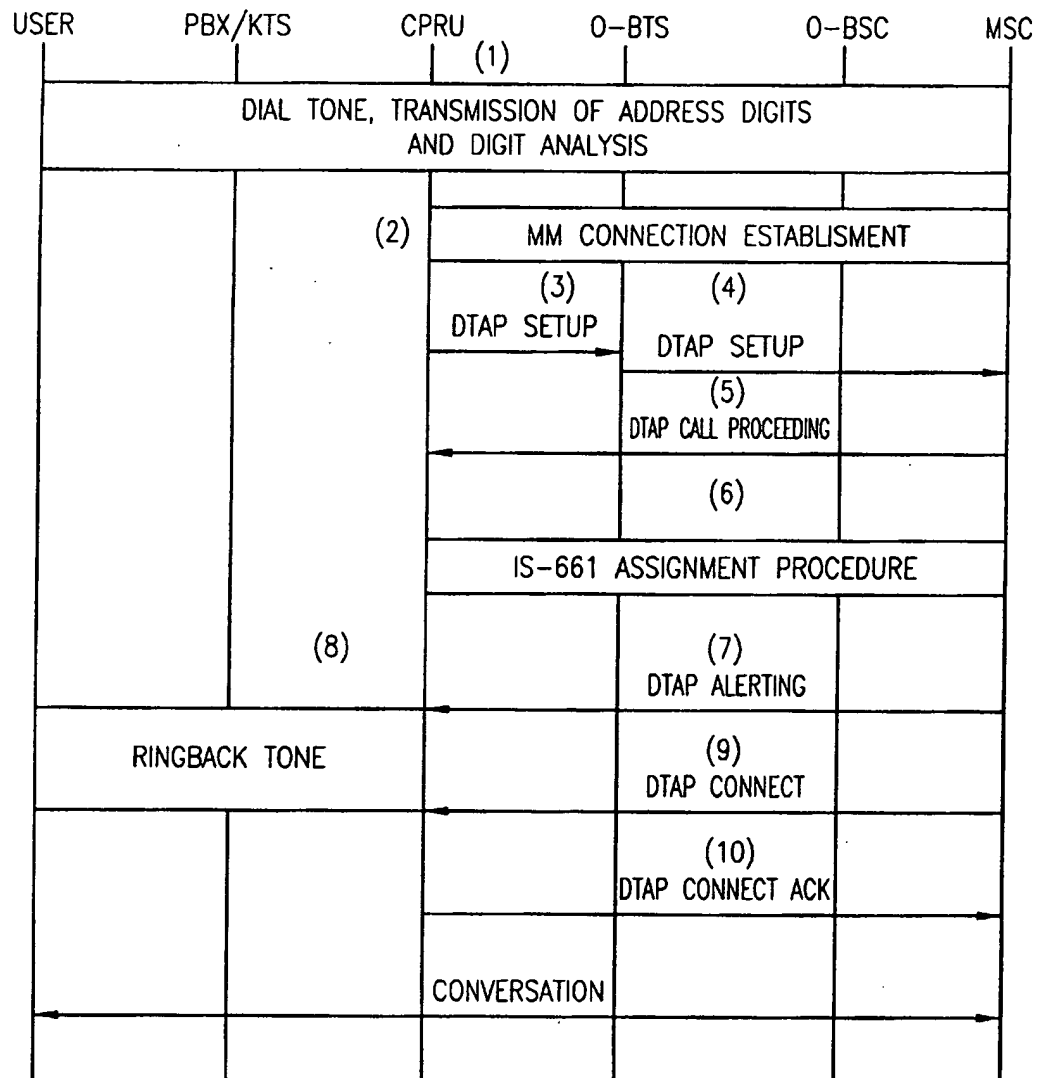 USER PBX/KTS CPRU O-BTS O-BSC MSC
(1)
DIAL TONE, TRANSMISSION OF ADDRESS DIGITS
AND DIGIT ANALYSIS
(2) MM CONNECTION ESTABLISMENT
(3) (4)
DTAP SETUP
DTAP SETUP
(5)
DTAP CALL PROCEEDING
(6)
IS-661 ASSIGNMENT PROCEDURE
(8) (7)
DTAP ALERTING
RINGBACK TONE
(9)
DTAP CONNECT
(10)
DTAP CONNECT ACK
CONVERSATION